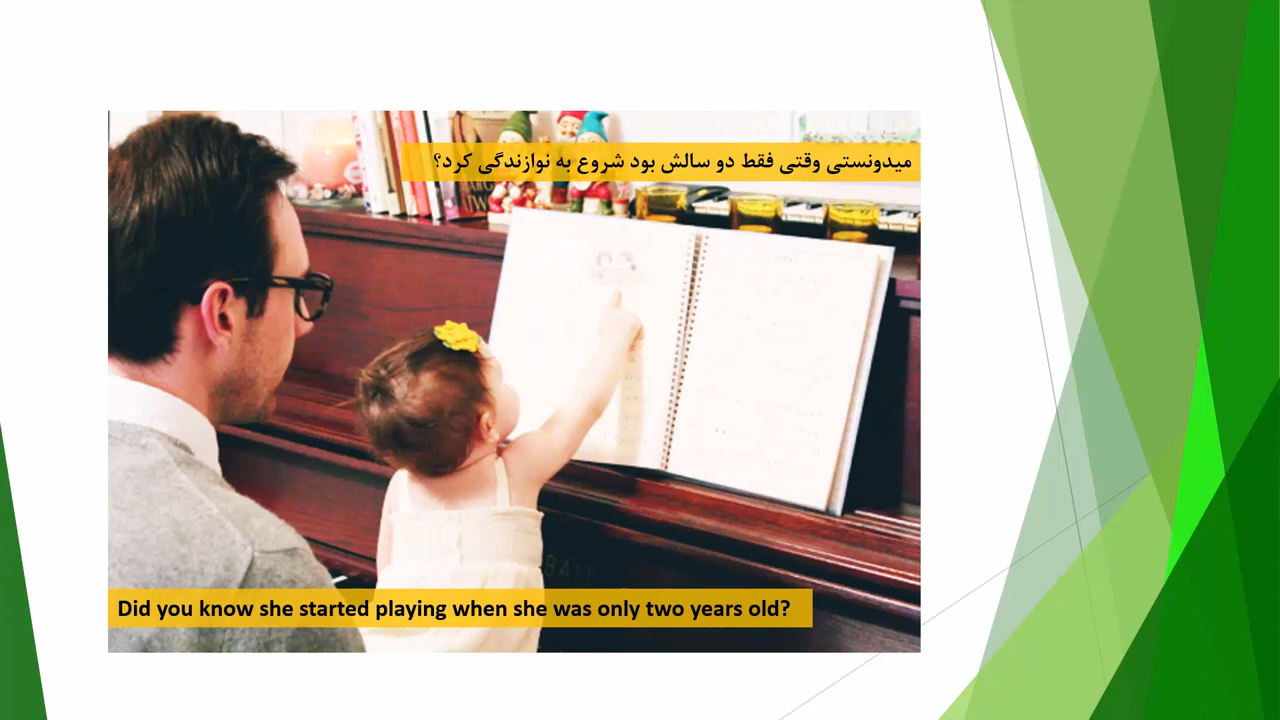 میدونستی وقتی فقط دو سالش بود شروع به نوازندگی کرد؟
Did you know she started playing when she was only two years old?